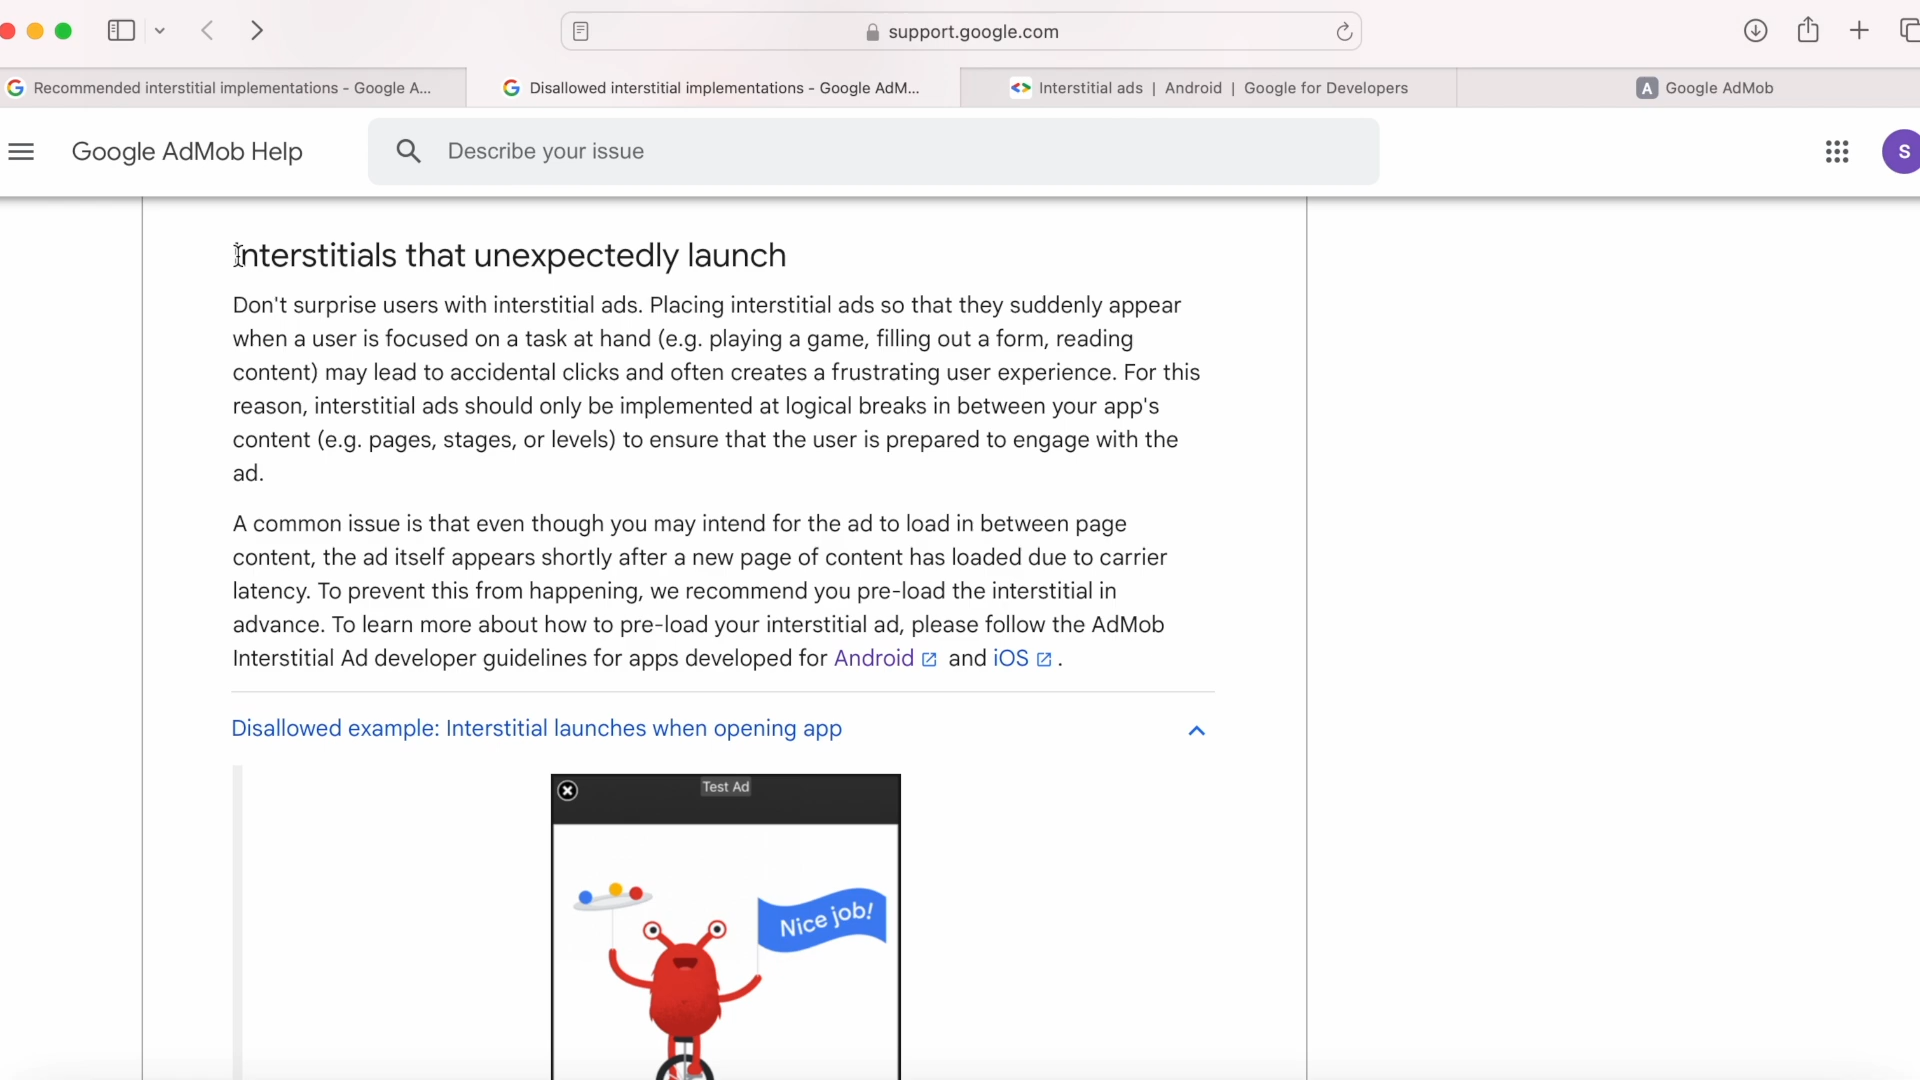 support.google.com
Recommended interstitial implementations - Google A...
Disallowed interstitial implementations - Google AdM...
Interstitial ads | Android | Google for Developers
A Google AdMob
Google AdMob Help
Describe your issue
S
Interstitials that unexpectedly launch
Don't surprise users with interstitial ads. Placing interstitial ads so that they suddenly appear
when a user is focused on a task at hand (e.g. playing a game, filling out a form, reading
content) may lead to accidental clicks and often creates a frustrating user experience. For this
reason, interstitial ads should only be implemented at logical breaks in between your app's
content (e.g. pages, stages, or levels) to ensure that the user is prepared to engage with the
ad.
A common issue is that even though you may intend for the ad to load in between page
content, the ad itself appears shortly after a new page of content has loaded due to carrier
latency. To prevent this from happening, we recommend you pre-load the interstitial in
advance. To learn more about how to pre-load your interstitial ad, please follow the AdMob
Interstitial Ad developer guidelines for apps developed for Android and iOS .
Disallowed example: Interstitial launches when opening app
Test Ad
Nice job!